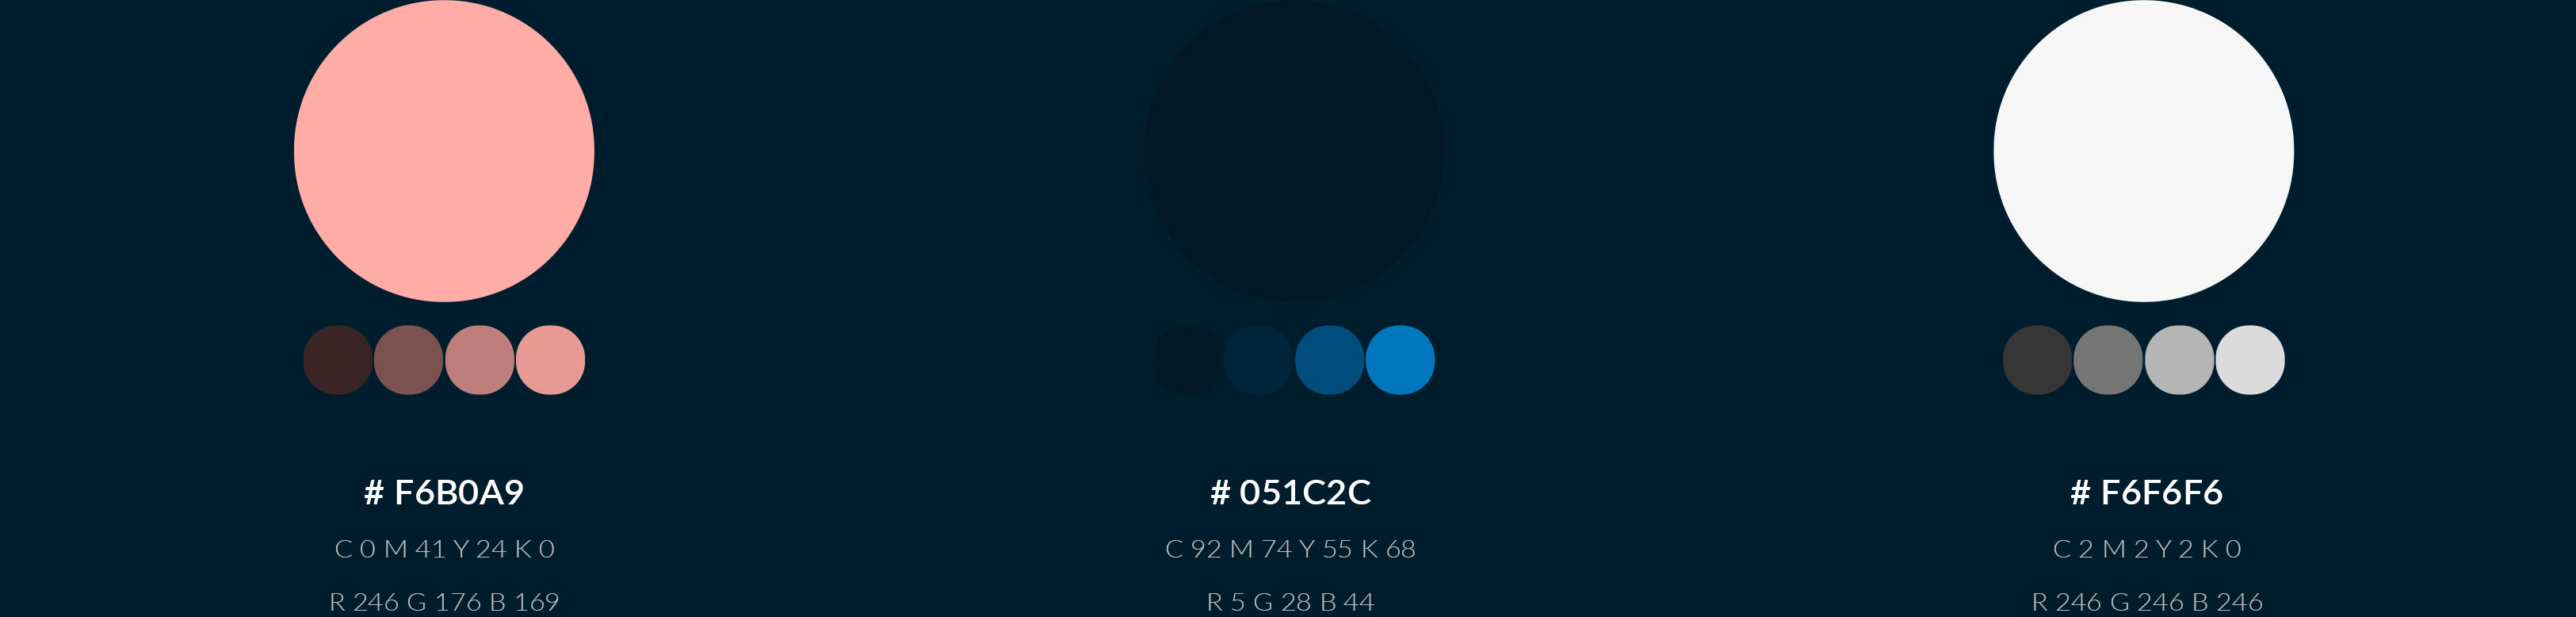 # F6B0A9
C 0 M 41 Y 24 K 0
R 246 G 176 B 169
# 051C2C
C 92 M 74 Y 55 K 68
R 5 G 28 B 44
# F6F6F6
C 2 M 2 Y 2 K 0
R 246 G 246 B 246